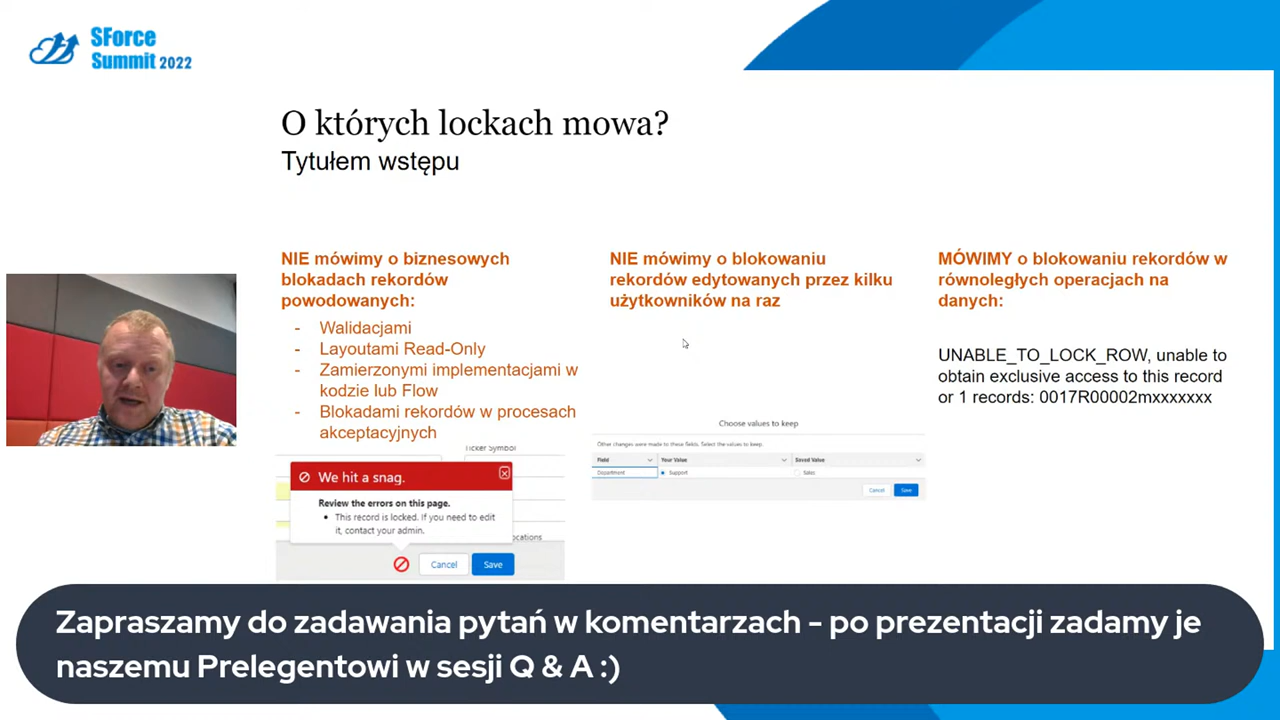 SForce
Summit 2022
O których lockach mowa?
Tytułem wstępu
NIE mówimy o biznesowych
blokadach rekordów
powodowanych:
- Walidacjami
- Layoutami Read-Only
- Zamierzonymi implementacjami w
kodzie lub Flow
- Blokadami rekordów w procesach
akceptacyjnych
NIE mówimy o blokowaniu
rekordów edytowanych przez kilku
użytkowników na raz
MÓWIMY o blokowaniu rekordów w
równoległych operacjach na
danych:
UNABLE_TO_LOCK_ROW, unable to
obtain exclusive access to this record
or 1 records: 0017R00002mxxxxxxx
Ticker Symbol
We hit a snag.
Review the errors on this page.
• This record is locked. If you need to edit
it, contact your admin.
ocations
Cancel Save
Choose values to keep
Other changes were made to these fields. Select the values to keep.
Field Your Value Saved Value
Department Support Sales
Cancel Save
Zapraszamy do zadawania pytań w komentarzach - po prezentacji zadamy je
naszemu Prelegentowi w sesji Q & A :)